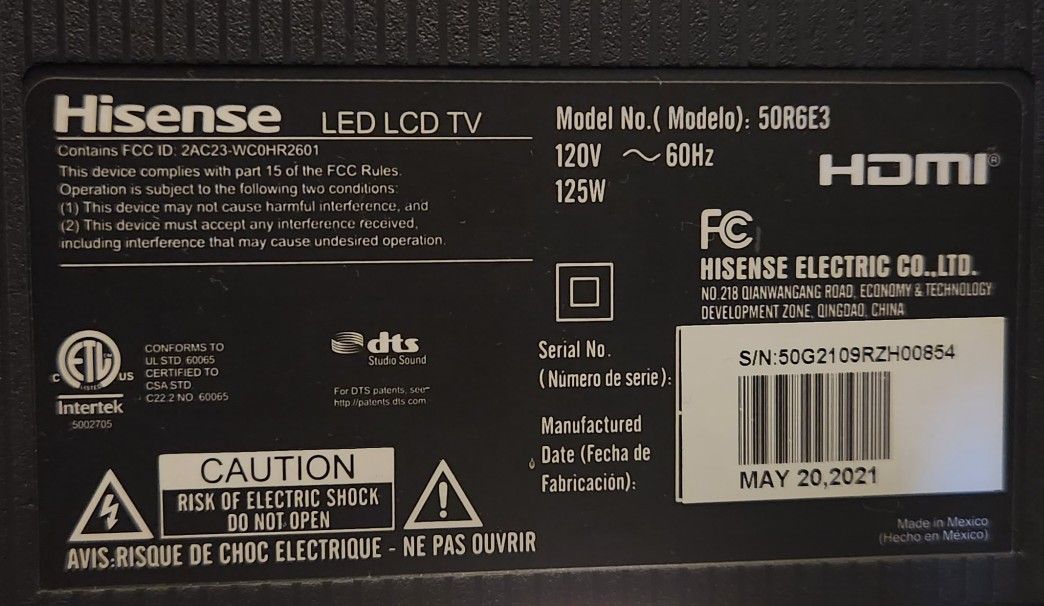 Hisense LED LCD TV
Contains FCC ID: 2AC23-WC0HR2601
This device complies with part 15 of the FCC Rules.
Operation is subject to the following two conditions:
(1) This device may not cause harmful interference, and
(2) This device must accept any interference received,
including interference that may cause undesired operation.
Model No.( Modelo): 50R6E3
120V ~ 60Hz
125W
HDMI®
FC
HISENSE ELECTRIC CO.,LTD.
NO.218 QIANWANGANG ROAD, ECONOMY & TECHNOLOGY
DEVELOPMENT ZONE, QINGDAO, CHINA
ETL
LISTED
C US
Intertek
5002705
CONFORMS TO
UL STD. 60065
CERTIFIED TO
CSA STD.
C22.2 NO. 60065
dts
Studio Sound
For DTS patents, see
http://patents.dts.com
Serial No.
(Número de serie):
S/N:50G2109RZH00854
Manufactured
Date (Fecha de
Fabricación):
MAY 20,2021
CAUTION
RISK OF ELECTRIC SHOCK
DO NOT OPEN
AVIS:RISQUE DE CHOC ELECTRIQUE - NE PAS OUVRIR
Made in Mexico
(Hecho en México)